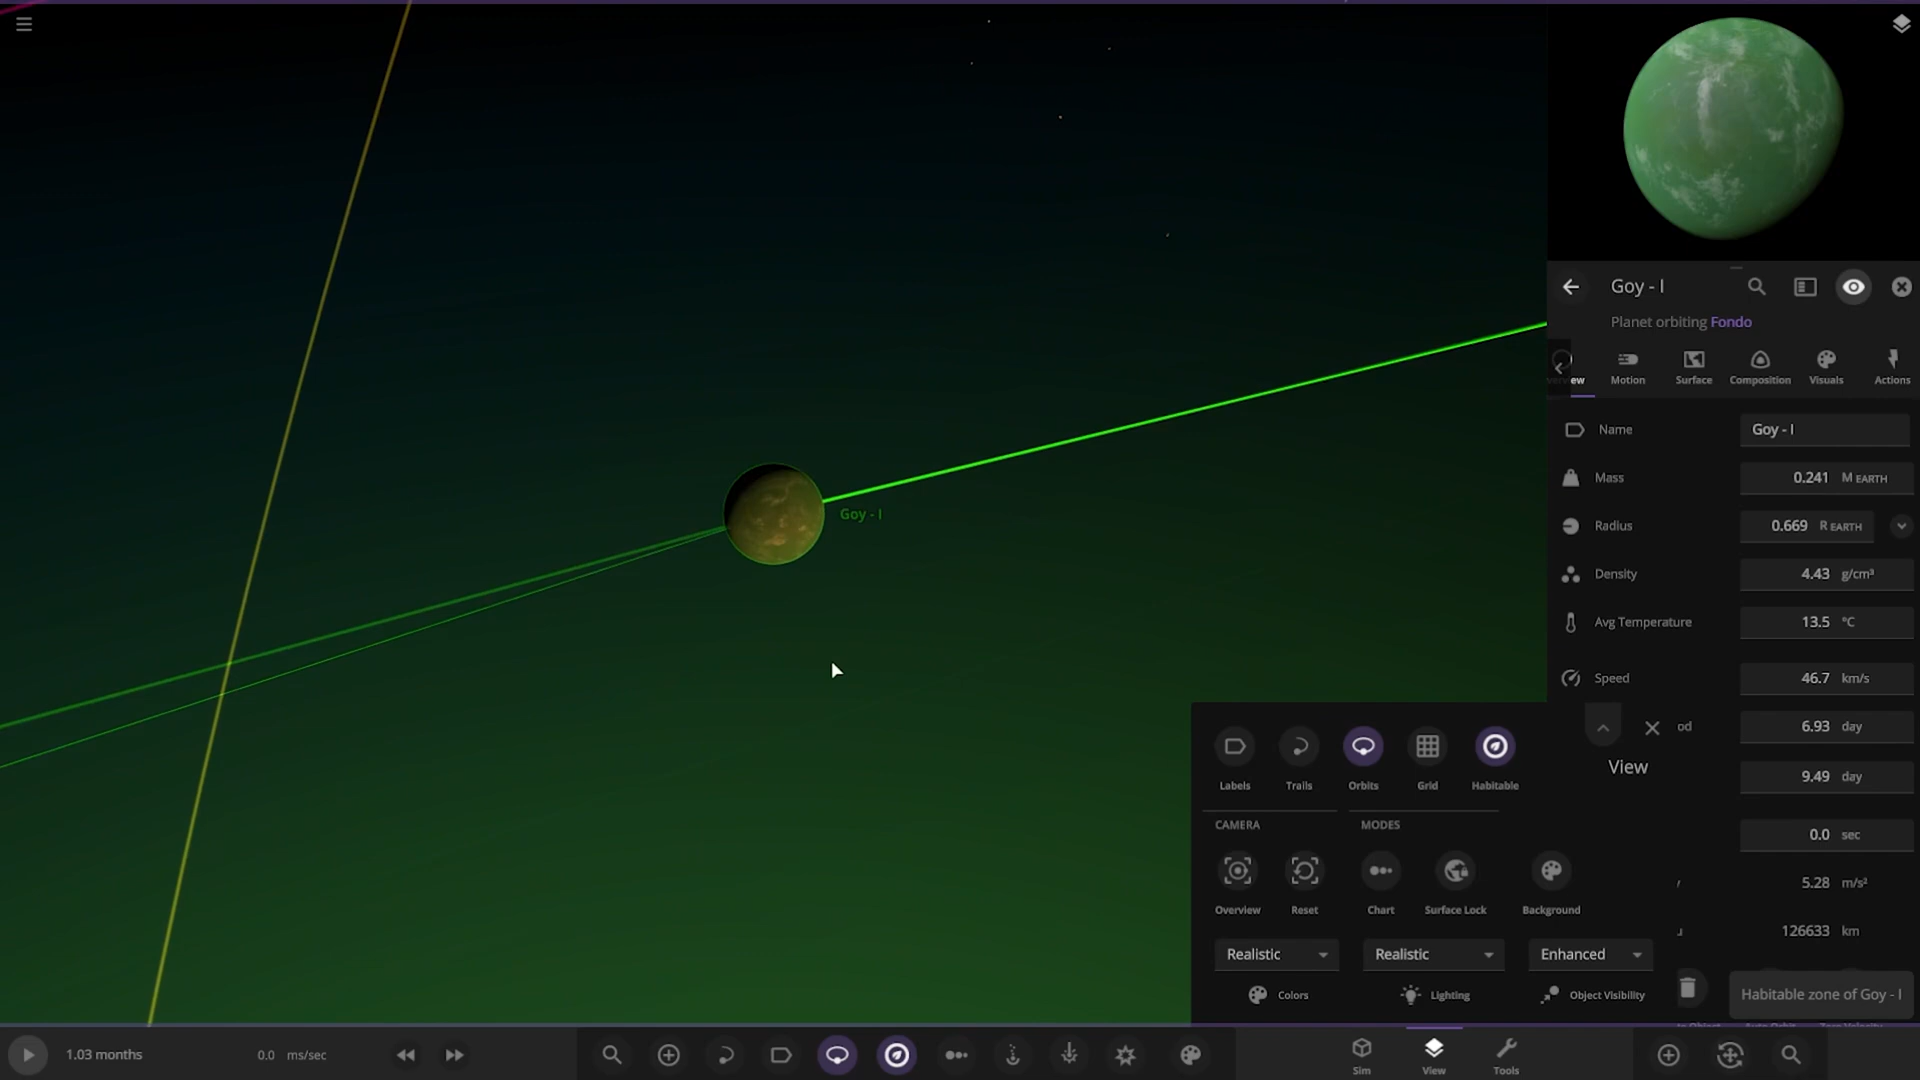 Goy - I
Goy - I
Planet orbiting Fondo
ew
Motion
Surface
Composition
Visuals
Actions
Name
Goy - I
Mass
0.241 M EARTH
Radius
0.669 R EARTH
Density
4.43 g/cm³
Avg Temperature
13.5 °C
Speed
46.7 km/s
od
6.93 day
View
9.49 day
0.0 sec
5.28 m/s²
126633 km
Habitable zone of Goy - I
Labels
Trails
Orbits
Grid
Habitable
CAMERA
MODES
Overview
Reset
Chart
Surface Lock
Background
Realistic
Realistic
Enhanced
Colors
Lighting
Object Visibility
1.03 months
0.0 ms/sec
Sim
View
Tools